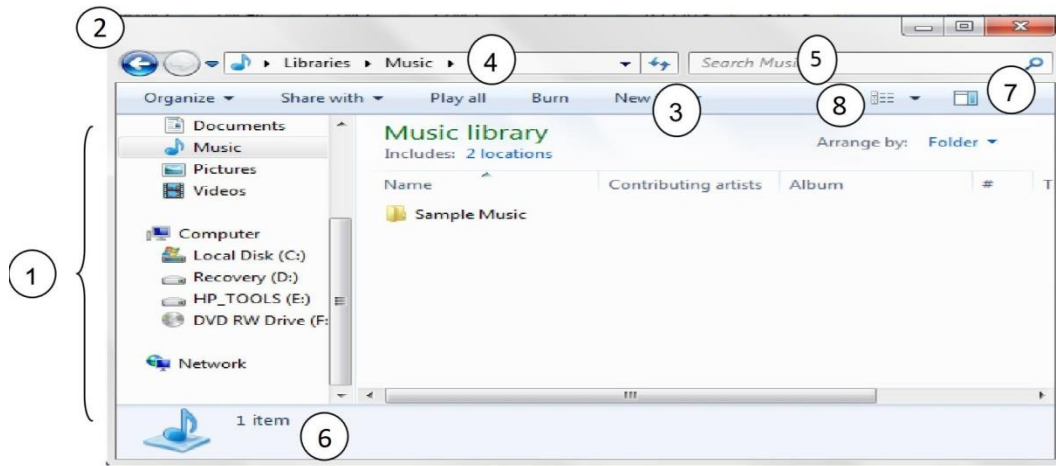 2
Libraries Music 4 Search Musi 5
Organize Share with Play all Burn New 3 8 7
Documents
Music
Pictures
Videos
Computer
Local Disk (C:)
Recovery (D:)
HP_TOOLS (E:)
DVD RW Drive (F:
Network
1
Music library
Includes: 2 locations
Arrange by: Folder
Name Contributing artists Album # T
Sample Music
1 item 6